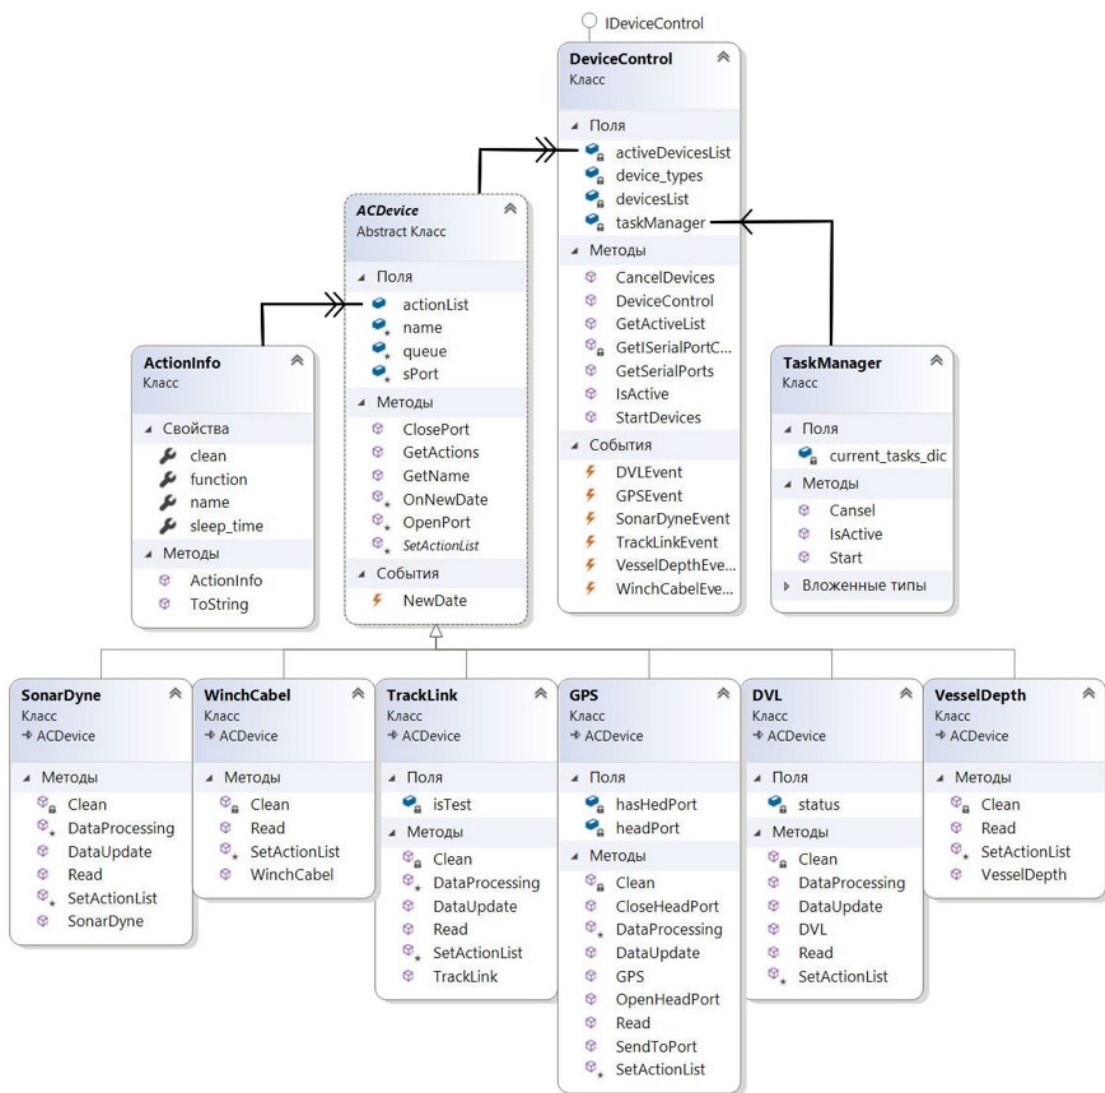 IDeviceControl
DeviceControl
Класс
Поля
activeDevicesList
device_types
devicesList
taskManager
Методы
CancelDevices
DeviceControl
GetActiveList
GetISerialPortC...
GetSerialPorts
IsActive
StartDevices
События
DVLEvent
GPSEvent
SonarDyneEvent
TrackLinkEvent
VesselDepthEve...
WinchCabelEve...
ACDevice
Abstract Класс
Поля
actionList
name
queue
sPort
Методы
ClosePort
GetActions
GetName
OnNewDate
OpenPort
SetActionList
События
NewDate
ActionInfo
Класс
Свойства
clean
function
name
sleep_time
Методы
ActionInfo
ToString
TaskManager
Класс
Поля
current_tasks_dic
Методы
Cansel
IsActive
Start
Вложенные типы
SonarDyne
Класс
ACDevice
Методы
Clean
DataProcessing
DataUpdate
Read
SetActionList
SonarDyne
WinchCabel
Класс
ACDevice
Методы
Clean
Read
SetActionList
WinchCabel
TrackLink
Класс
ACDevice
Поля
isTest
Методы
Clean
DataProcessing
DataUpdate
Read
SetActionList
TrackLink
GPS
Класс
ACDevice
Поля
hasHedPort
headPort
Методы
Clean
CloseHeadPort
DataProcessing
DataUpdate
GPS
OpenHeadPort
Read
SendToPort
SetActionList
DVL
Класс
ACDevice
Поля
status
Методы
Clean
DataProcessing
DataUpdate
DVL
Read
SetActionList
VesselDepth
Класс
ACDevice
Методы
Clean
Read
SetActionList
VesselDepth